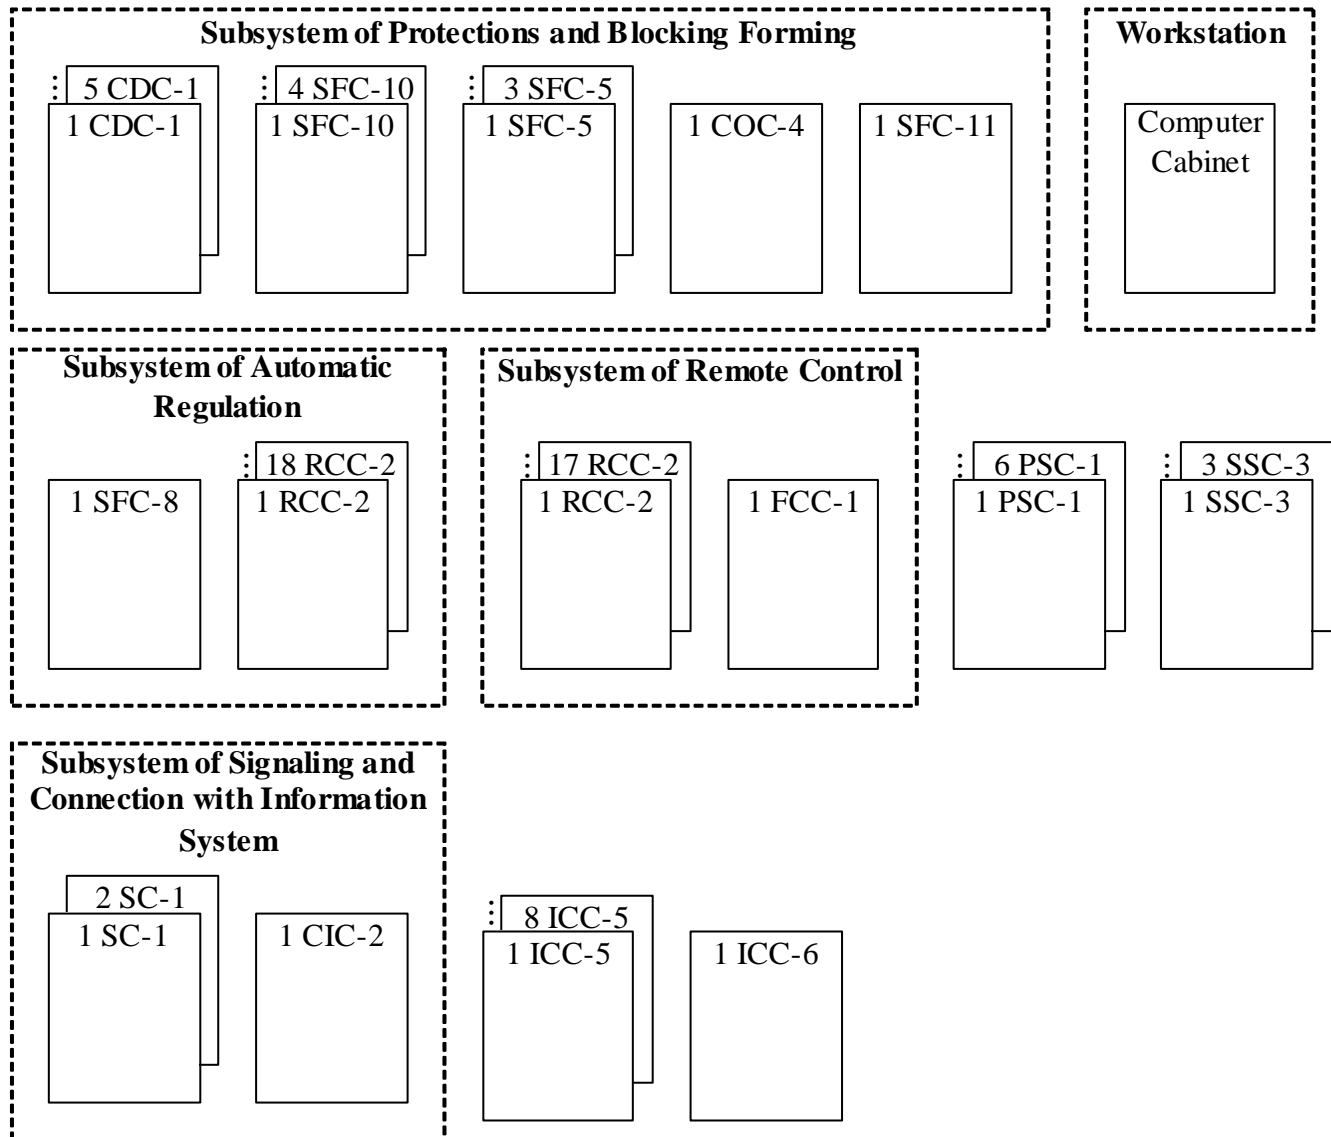 Subsystem of Protections and Blocking Forming
5 CDC-1
1 CDC-1
4 SFC-10
1 SFC-10
3 SFC-5
1 SFC-5
1 COC-4
1 SFC-11
Workstation
Computer
Cabinet
Subsystem of Automatic
Regulation
1 SFC-8
18 RCC-2
1 RCC-2
Subsystem of Remote Control
17 RCC-2
1 RCC-2
1 FCC-1
6 PSC-1
1 PSC-1
3 SSC-3
1 SSC-3
Subsystem of Signaling and
Connection with Information
System
2 SC-1
1 SC-1
1 CIC-2
8 ICC-5
1 ICC-5
1 ICC-6